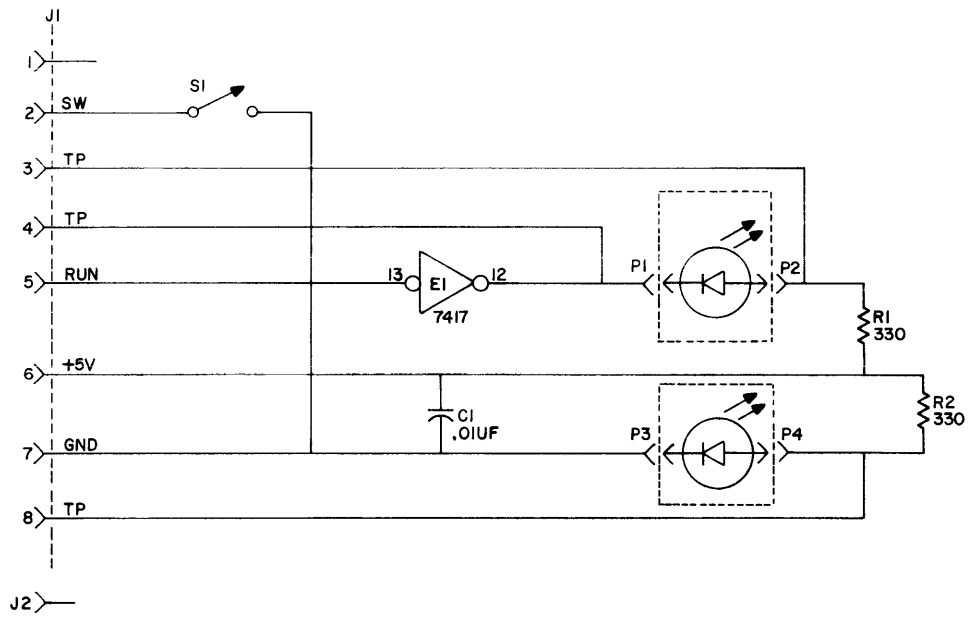 J1
1
S1
2 SW
3 TP
4 TP
P1 P2
5 RUN
13 E1 12
7417
R1
330
6 +5V
R2
330
C1
.01UF
P3 P4
7 GND
8 TP
J2